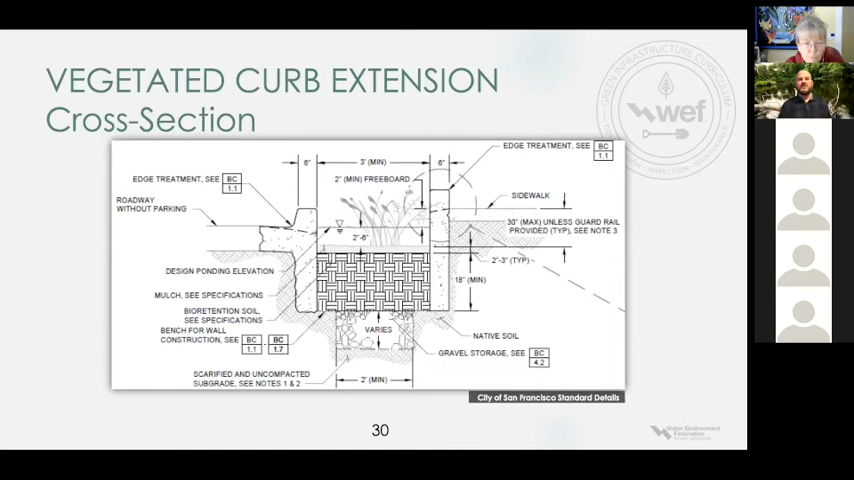 VEGETATED CURB EXTENSION
Cross-Section
GREEN INFRASTRUCTURE CURRICULUM
wef
INSPECTION · MAINTENANCE
EDGE TREATMENT, SEE BC 1.1
6"
3' (MIN)
6"
EDGE TREATMENT, SEE BC 1.1
2" (MIN) FREEBOARD
ROADWAY
WITHOUT PARKING
SIDEWALK
30" (MAX) UNLESS GUARD RAIL
PROVIDED (TYP), SEE NOTE 3
2"-6"
2"-3" (TYP)
DESIGN PONDING ELEVATION
18" (MIN)
MULCH, SEE SPECIFICATIONS
BIORETENTION SOIL,
SEE SPECIFICATIONS
BENCH FOR WALL
CONSTRUCTION, SEE BC 1.1 BC 1.7
VARIES
NATIVE SOIL
GRAVEL STORAGE, SEE BC 4.2
SCARIFIED AND UNCOMPACTED
SUBGRADE, SEE NOTES 1 & 2
2' (MIN)
City of San Francisco Standard Details
30
Water Environment
Federation